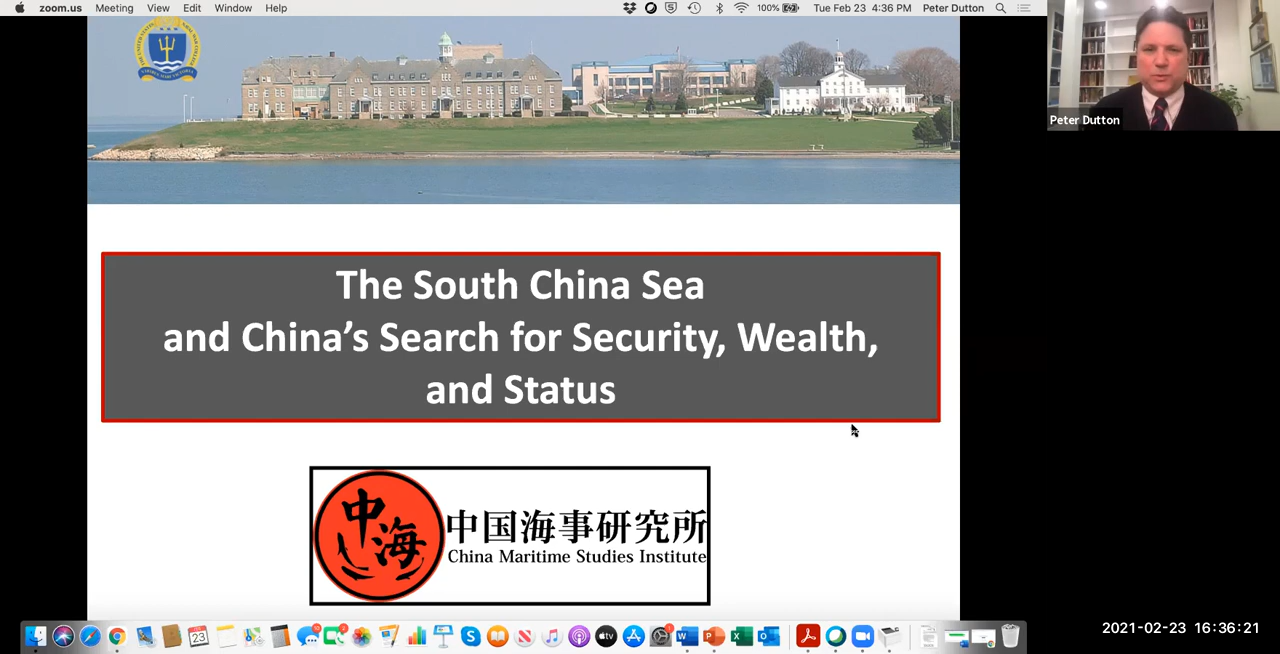 zoom.us Meeting View Edit Window Help 100% Tue Feb 23 4:36 PM Peter Dutton
Peter Dutton
The South China Sea
and China’s Search for Security, Wealth,
and Status
中海
中国海事研究所
China Maritime Studies Institute
2021-02-23 16:36:21